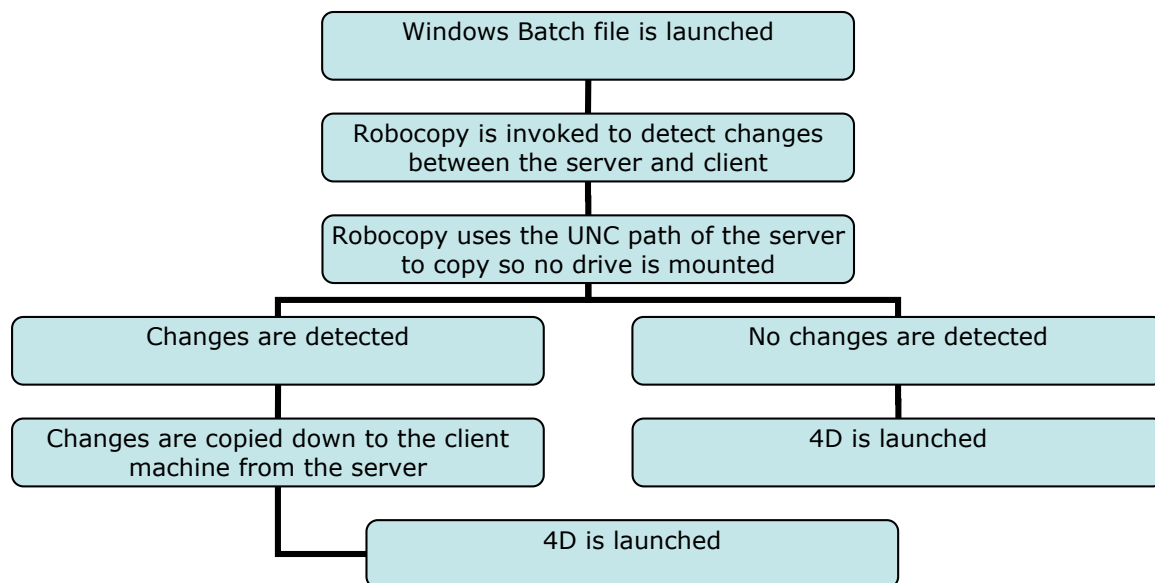 Windows Batch file is launched
Robocopy is invoked to detect changes
between the server and client
Robocopy uses the UNC path of the server
to copy so no drive is mounted
Changes are detected
No changes are detected
Changes are copied down to the client
machine from the server
4D is launched
4D is launched